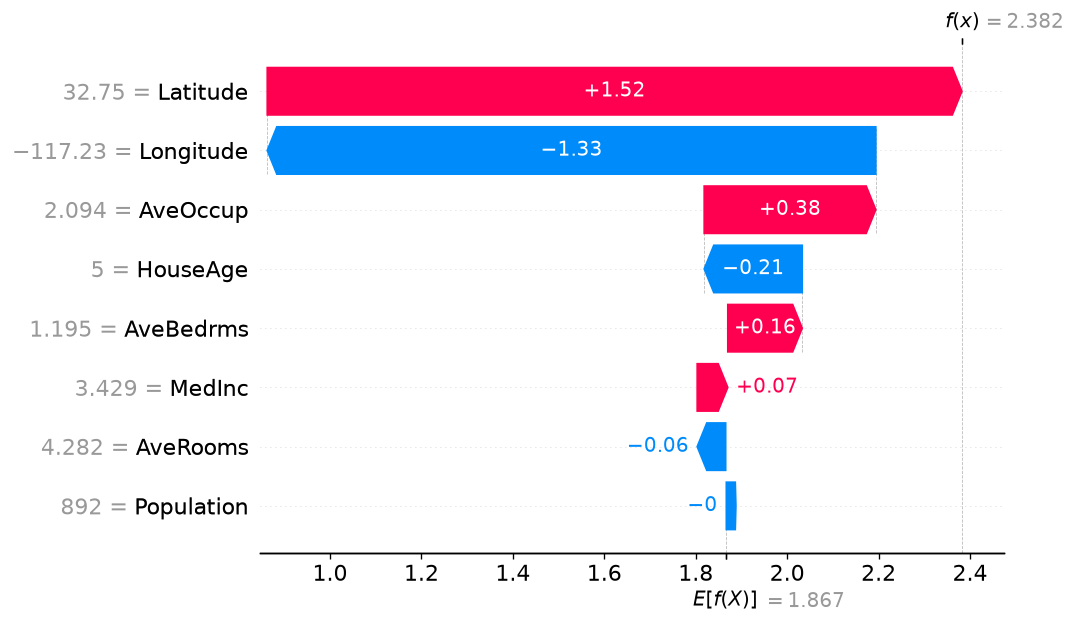 f(x) = 2.382
32.75 = Latitude
+1.52
−117.23 = Longitude
−1.33
2.094 = AveOccup
+0.38
5 = HouseAge
−0.21
1.195 = AveBedrms
+0.16
3.429 = MedInc
+0.07
4.282 = AveRooms
−0.06
892 = Population
−0
1.0 1.2 1.4 1.6 1.8 2.0 2.2 2.4
E[f(X)] = 1.867